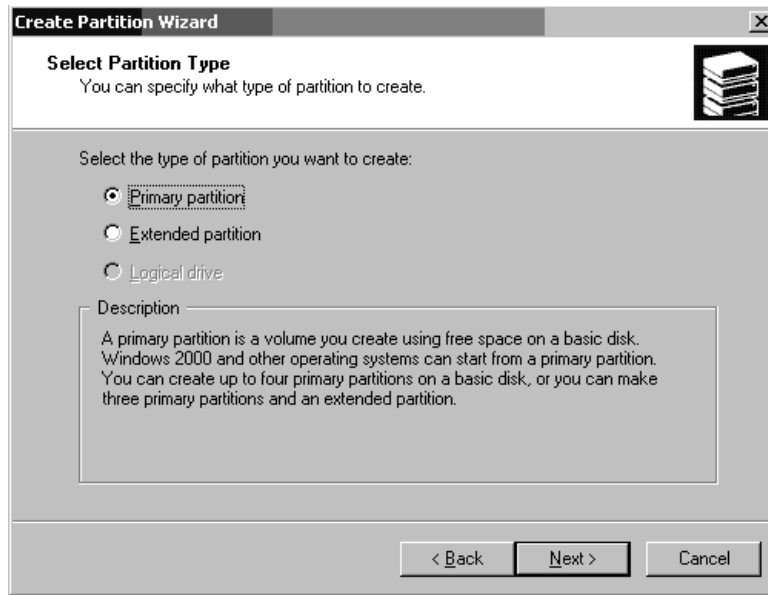 Create Partition Wizard
Select Partition Type
You can specify what type of partition to create.
Select the type of partition you want to create:
Primary partition
Extended partition
Logical drive
Description
A primary partition is a volume you create using free space on a basic disk.
Windows 2000 and other operating systems can start from a primary partition.
You can create up to four primary partitions on a basic disk, or you can make
three primary partitions and an extended partition.
< Back
Next >
Cancel